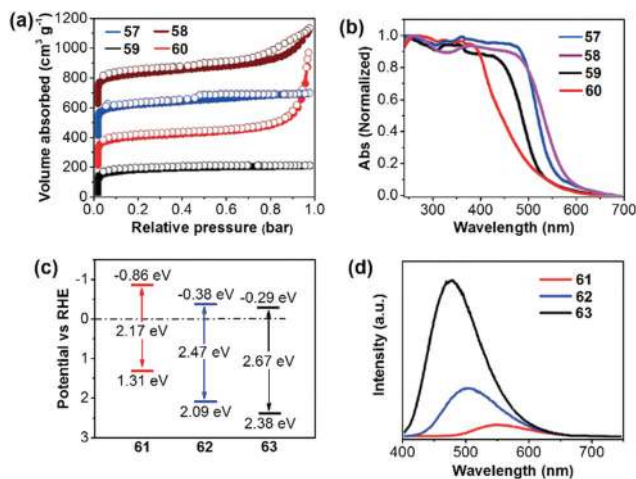 (a)
57 58
59 60
Volume absorbed (cm³ g⁻¹)
1200
1000
800
600
400
200
0
0.0 0.2 0.4 0.6 0.8 1.0
Relative pressure (bar)
(b)
57
58
59
60
Abs (Normalized)
1.0
0.8
0.6
0.4
0.2
0.0
300 400 500 600 700
Wavelength (nm)
(c)
Potential vs RHE
-1
0
1
2
3
-0.86 eV
-0.38 eV
-0.29 eV
2.17 eV
2.47 eV
2.67 eV
1.31 eV
2.09 eV
2.38 eV
61 62 63
(d)
61
62
63
Intensity (a.u.)
400 500 600 700
Wavelength (nm)